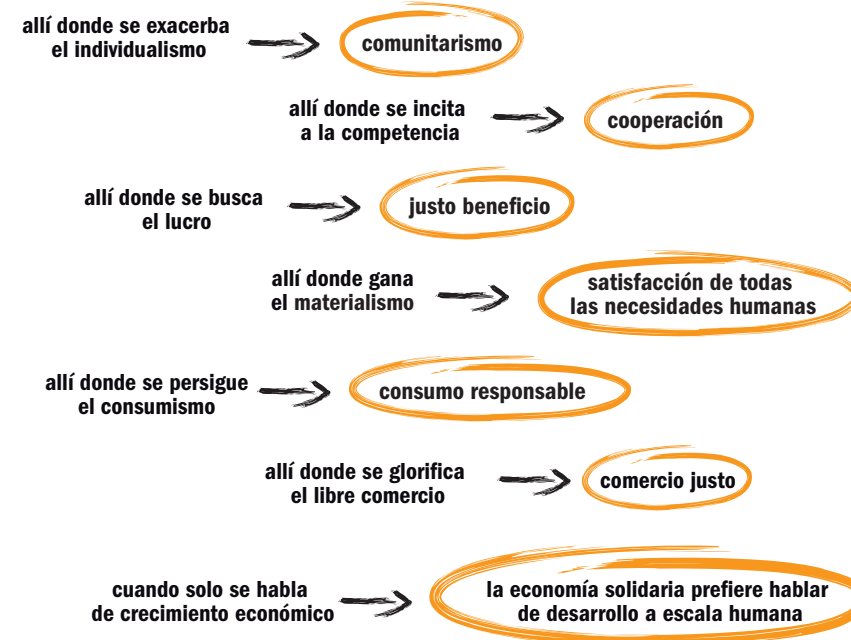 allí donde se exacerba
el individualismo
comunitarismo
allí donde se incita
a la competencia
cooperación
allí donde se busca
el lucro
justo beneficio
allí donde gana
el materialismo
satisfacción de todas
las necesidades humanas
allí donde se persigue
el consumismo
consumo responsable
allí donde se glorifica
el libre comercio
comercio justo
cuando solo se habla
de crecimiento económico
la economía solidaria prefiere hablar
de desarrollo a escala humana